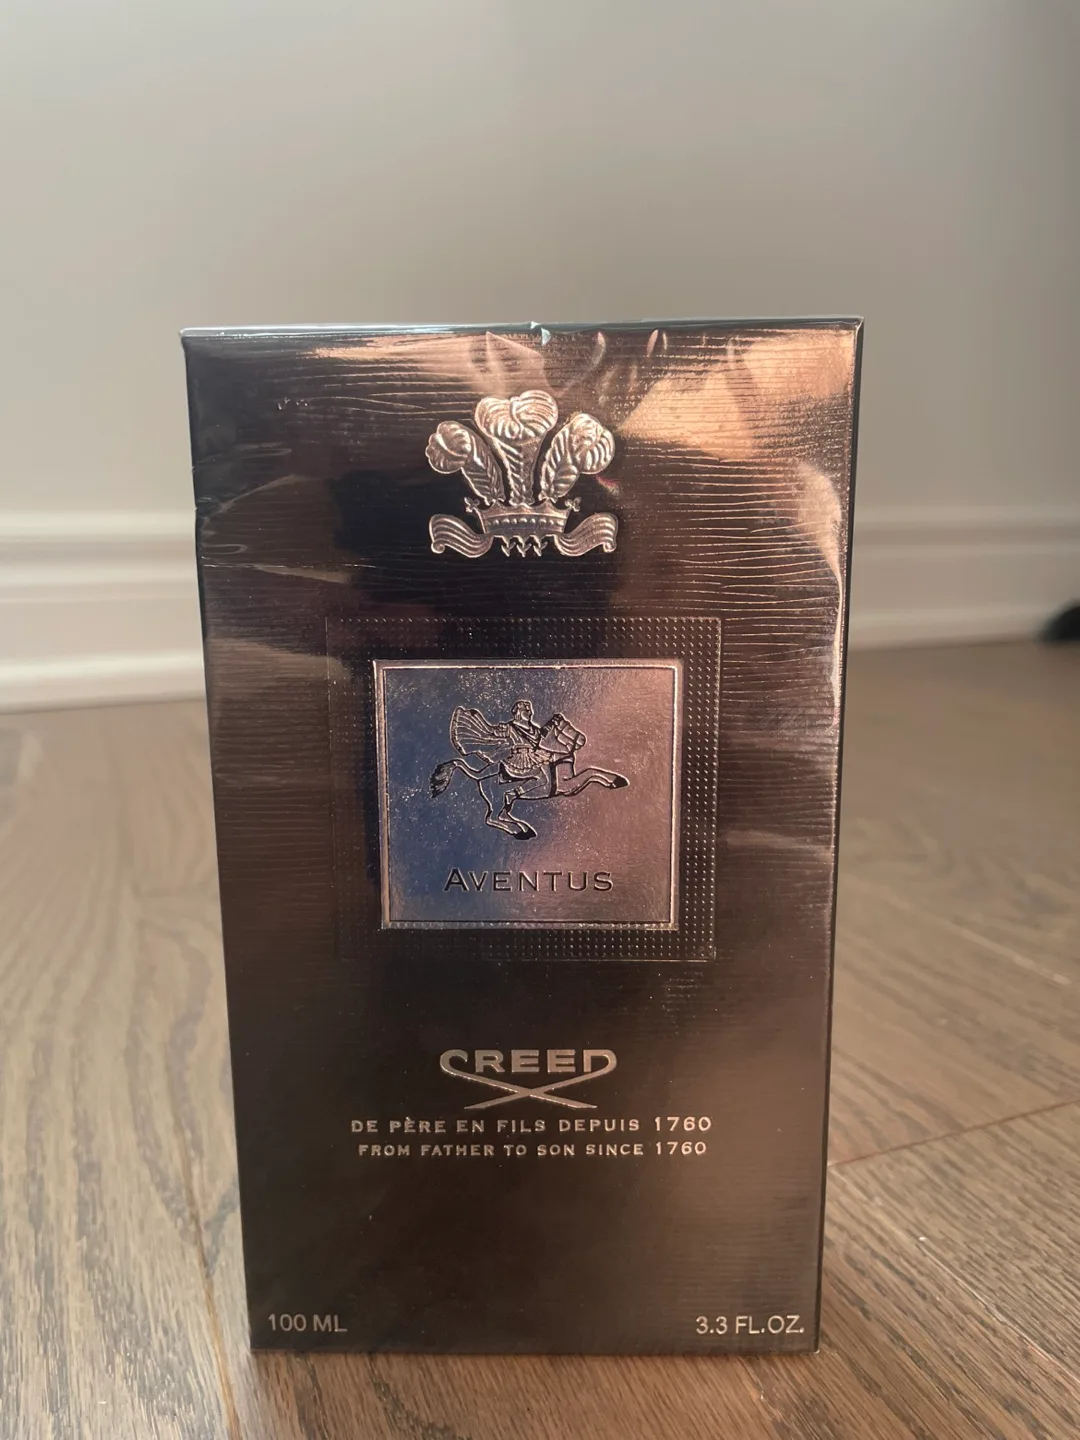 AVENTUS
CREED
DE PÈRE EN FILS DEPUIS 1760
FROM FATHER TO SON SINCE 1760
100 ML
3.3 FL.OZ.